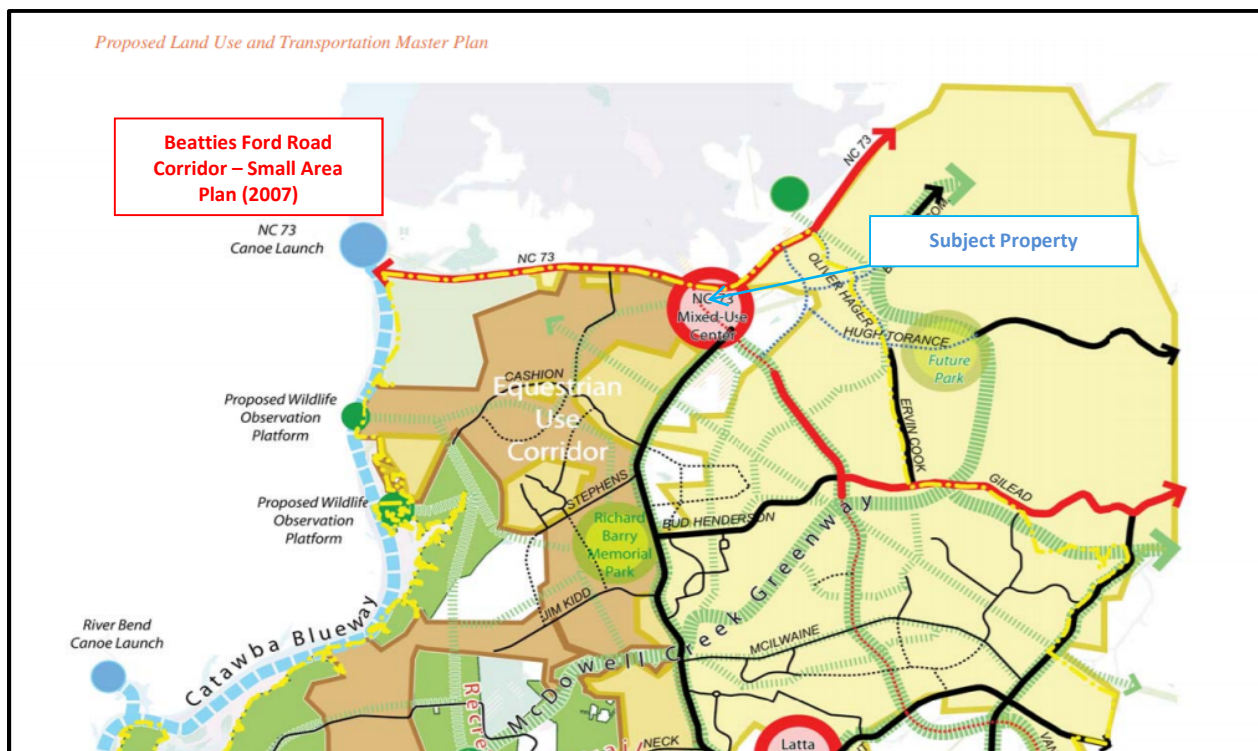 Proposed Land Use and Transportation Master Plan
Beatties Ford Road
Corridor – Small Area
Plan (2007)
NC 73
Canoe Launch
NC 73
NC 73
Subject Property
OLIVER HAGER
HUGH TORANCE
NC 73
Mixed-Use
Center
Future
Park
CASHION
Equestrian
Use
Corridor
ERVIN COOK
Proposed Wildlife
Observation
Platform
STEPHENS
GILEAD
Proposed Wildlife
Observation
Platform
BUD HENDERSON
Richard
Barry
Memorial
Park
JIM KIDD
McDowell Creek Greenway
MCILWAINE
River Bend
Canoe Launch
Catawba Blueway
NECK
Latta